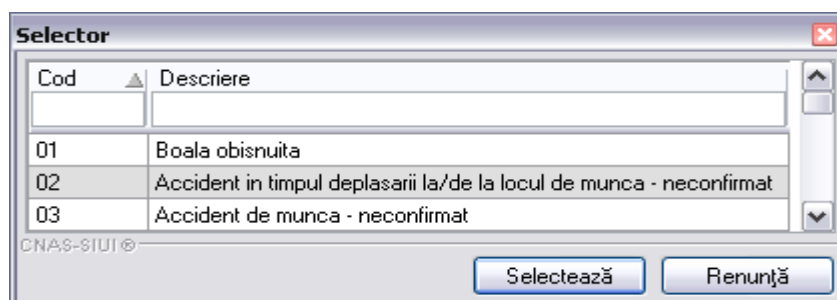 Selector
Cod Descriere
01 Boala obisnuita
02 Accident in timpul deplasarii la/de la locul de munca - neconfirmat
03 Accident de munca - neconfirmat
CNAS-SIUI ®
Selectează Renunţă